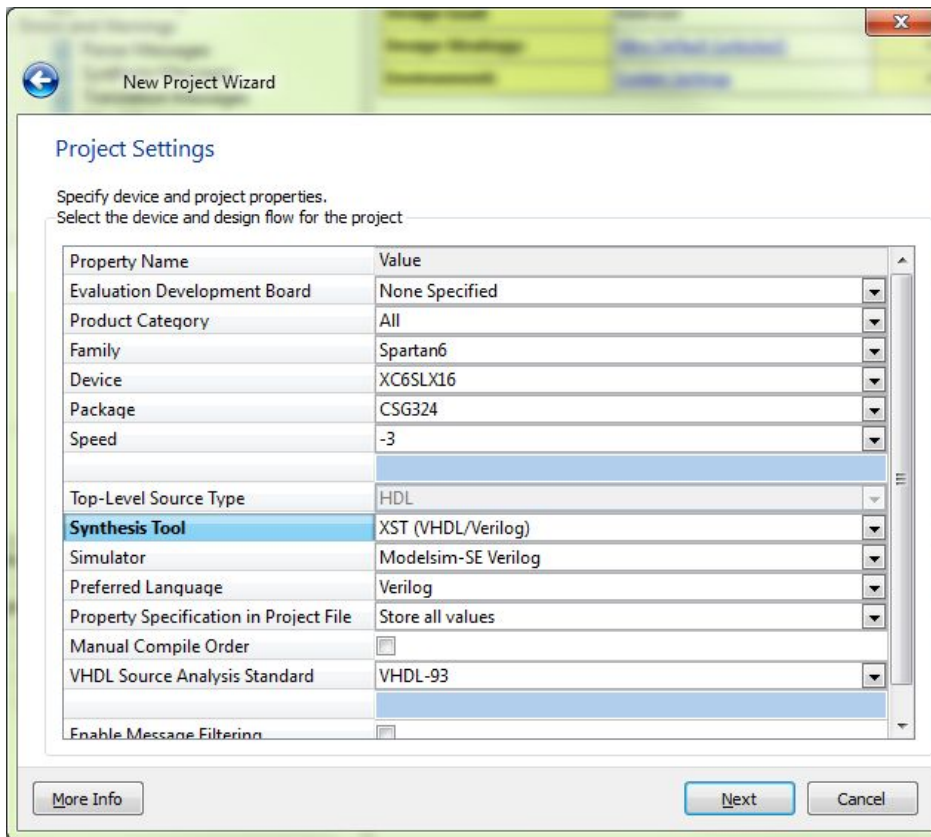 New Project Wizard
Project Settings
Specify device and project properties.
Select the device and design flow for the project
Property Name Value
Evaluation Development Board None Specified
Product Category All
Family Spartan6
Device XC6SLX16
Package CSG324
Speed -3
Top-Level Source Type HDL
Synthesis Tool XST (VHDL/Verilog)
Simulator Modelsim-SE Verilog
Preferred Language Verilog
Property Specification in Project File Store all values
Manual Compile Order
VHDL Source Analysis Standard VHDL-93
Enable Message Filtering
More Info Next Cancel